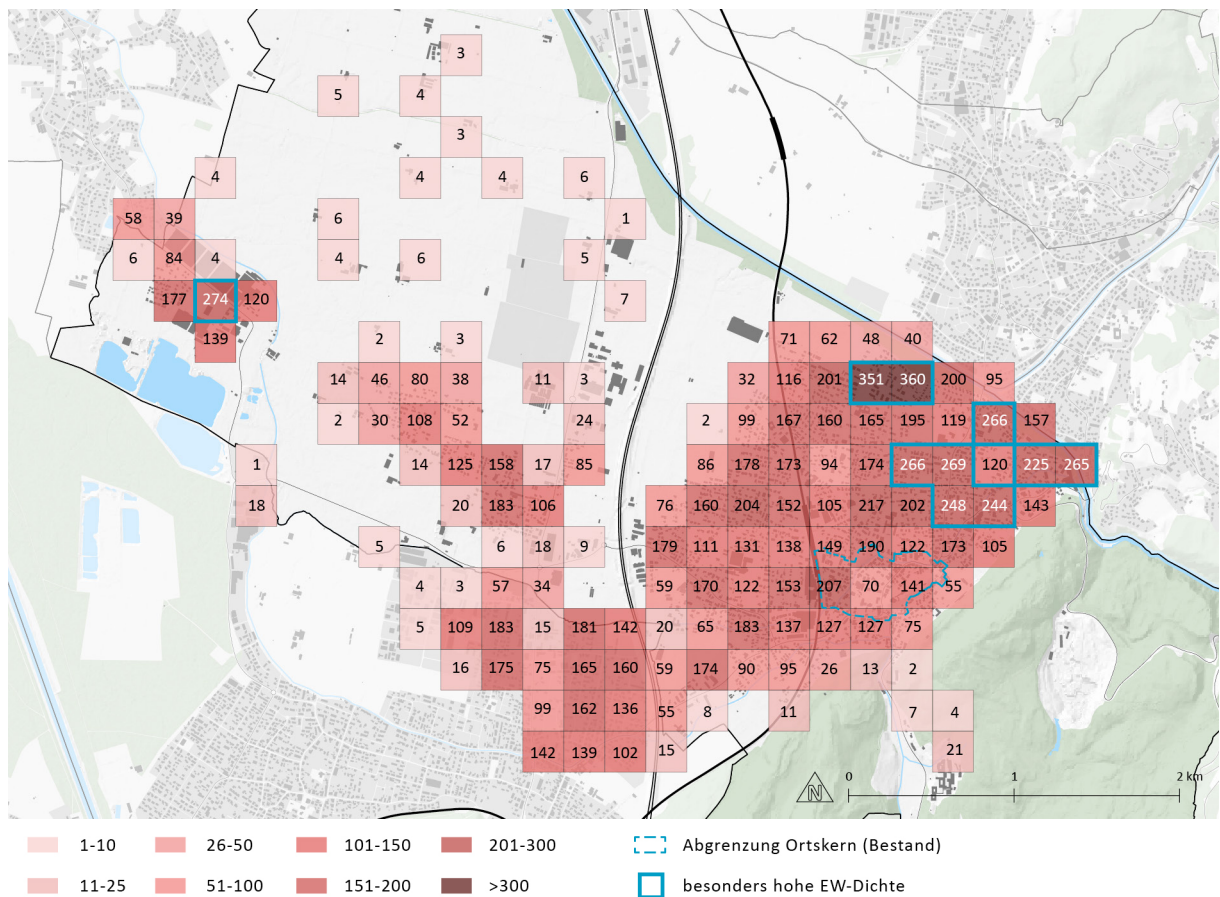 3
5 4
3
4 4 4 6
58 39 6 1
6 84 4 4 6 5
177 274 120 7
139 2 3 71 62 48 40
14 46 80 38 11 3 32 116 201 351 360 200 95
2 30 108 52 24 2 99 167 160 165 195 119 266 157
1 14 125 158 17 85 86 178 173 94 174 266 269 120 225 265
18 20 183 106 76 160 204 152 105 217 202 248 244 143
5 6 18 9 179 111 131 138 149 190 122 173 105
4 3 57 34 59 170 122 153 207 70 141 55
5 109 183 15 181 142 20 65 183 137 127 127 75
16 175 75 165 160 59 174 90 95 26 13 2
99 162 136 55 8 11 7 4
142 139 102 15 21
N 0 1 2 km
1-10 26-50 101-150 201-300 Abgrenzung Ortskern (Bestand)
11-25 51-100 151-200 >300 besonders hohe EW-Dichte